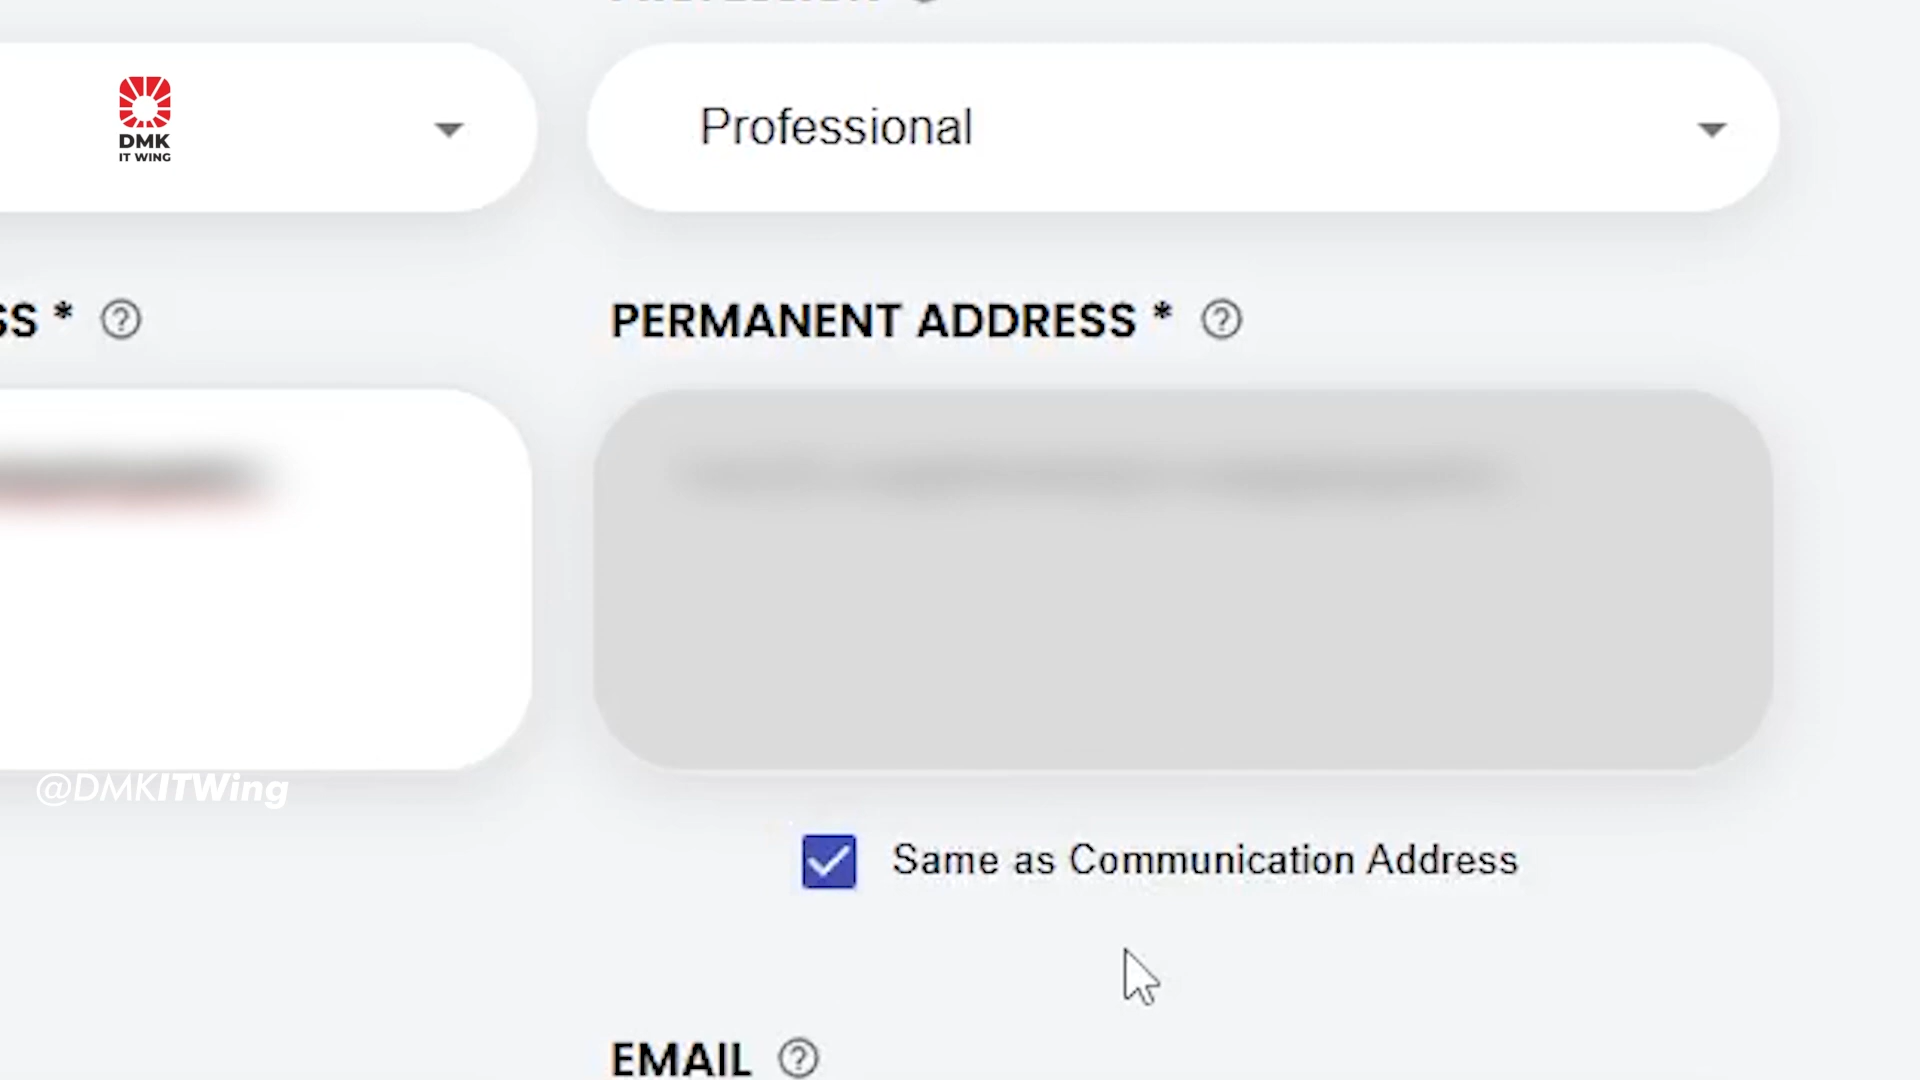 DMK
IT WING
Professional
SS *
PERMANENT ADDRESS *
@DMKITWing
Same as Communication Address
EMAIL